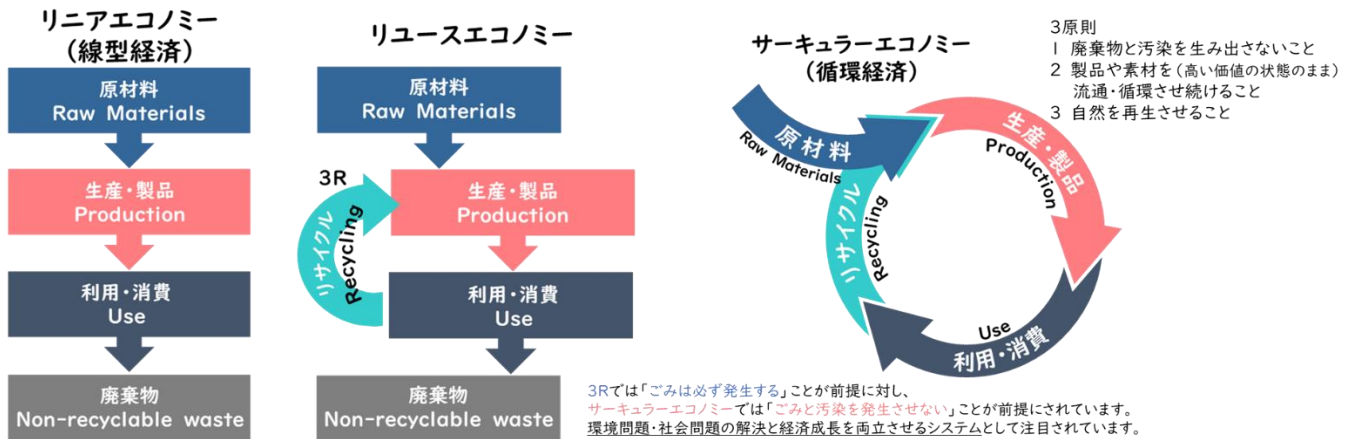 リニアエコノミー
(線型経済)
原材料
Raw Materials
生産・製品
Production
利用・消費
Use
廃棄物
Non-recyclable waste
リユースエコノミー
原材料
Raw Materials
3R
リサイクル
Recycling
生産・製品
Production
利用・消費
Use
廃棄物
Non-recyclable waste
サーキュラーエコノミー
(循環経済)
原材料
Raw Materials
生産・製品
Production
Use
利用・消費
リサイクル
Recycling
3原則
1 廃棄物と汚染を生み出さないこと
2 製品や素材を(高い価値の状態のまま)
流通・循環させ続けること
3 自然を再生させること
3Rでは「ごみは必ず発生する」ことが前提に対し、
サーキュラーエコノミーでは「ごみと汚染を発生させない」ことが前提にされています。
環境問題・社会問題の解決と経済成長を両立させるシステムとして注目されています。